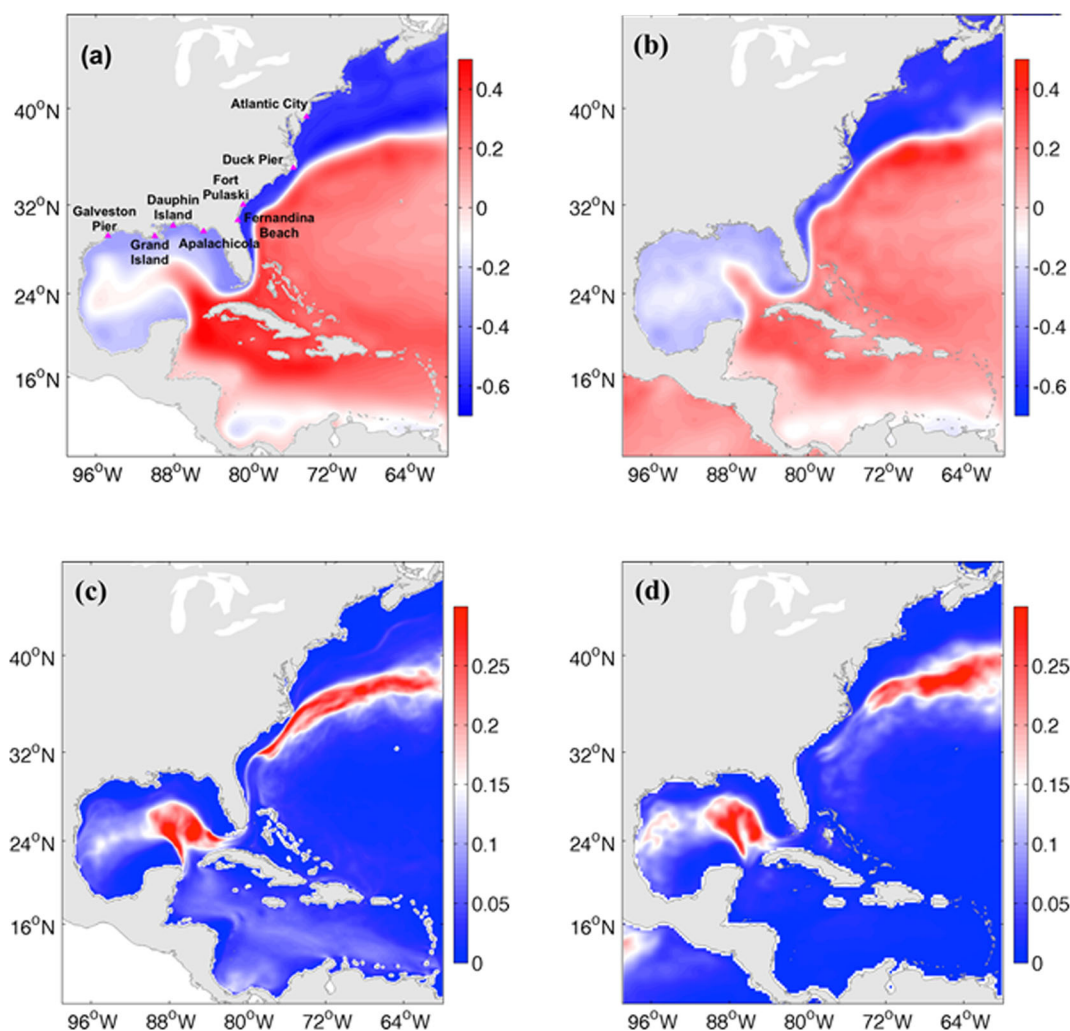 (a)
Atlantic City
Duck Pier
Fort
Pulaski
Dauphin
Island
Galveston
Pier
Fernandina
Beach
Grand
Island
Apalachicola
40°N
32°N
24°N
16°N
96°W 88°W 80°W 72°W 64°W
0.4
0.2
0
-0.2
-0.4
-0.6
(b)
40°N
32°N
24°N
16°N
96°W 88°W 80°W 72°W 64°W
0.4
0.2
0
-0.2
-0.4
-0.6
(c)
40°N
32°N
24°N
16°N
96°W 88°W 80°W 72°W 64°W
0.25
0.2
0.15
0.1
0.05
0
(d)
40°N
32°N
24°N
16°N
96°W 88°W 80°W 72°W 64°W
0.25
0.2
0.15
0.1
0.05
0